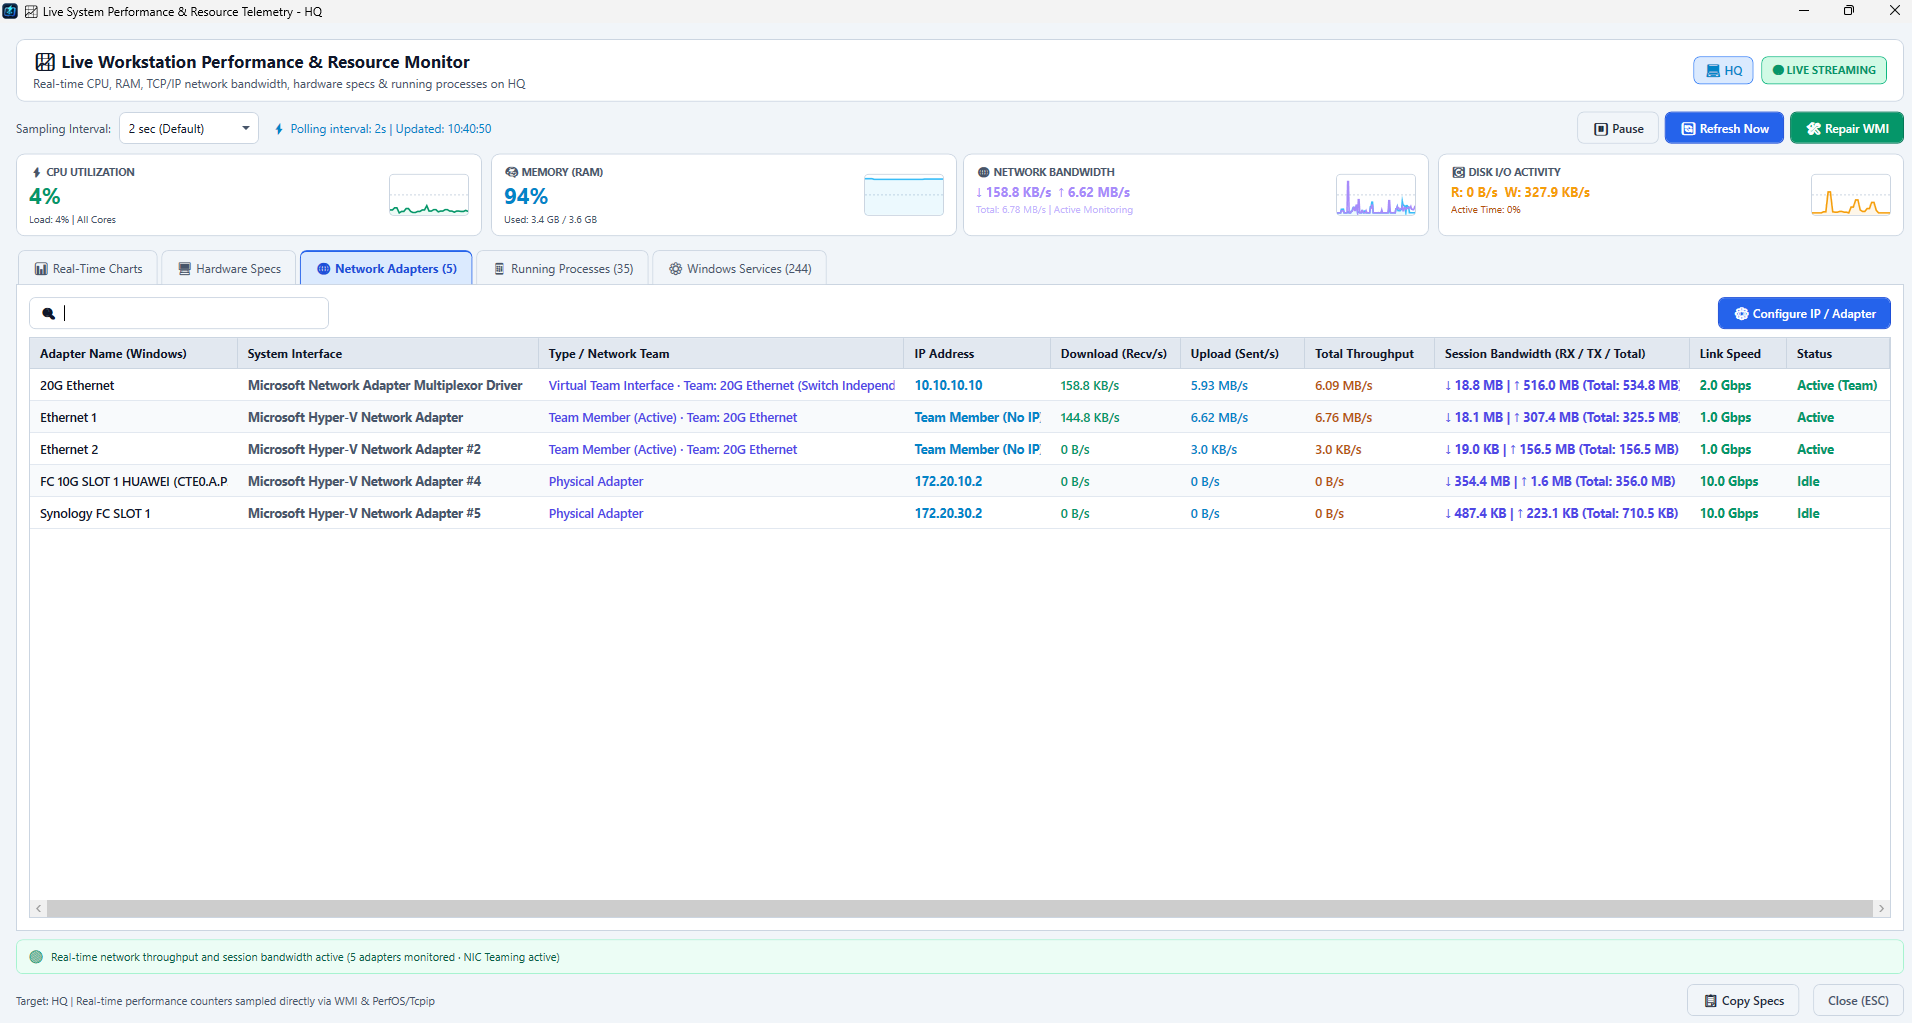 Live System Performance & Resource Telemetry - HQ
Live Workstation Performance & Resource Monitor
Real-time CPU, RAM, TCP/IP network bandwidth, hardware specs & running processes on HQ
HQ
LIVE STREAMING
Sampling Interval: 2 sec (Default) Polling interval: 2s | Updated: 10:40:50
Pause Refresh Now Repair WMI
CPU UTILIZATION
4%
Load: 4% | All Cores
MEMORY (RAM)
94%
Used: 3.4 GB / 3.6 GB
NETWORK BANDWIDTH
↓ 158.8 KB/s ↑ 6.62 MB/s
Total: 6.78 MB/s | Active Monitoring
DISK I/O ACTIVITY
R: 0 B/s W: 327.9 KB/s
Active Time: 0%
Real-Time Charts Hardware Specs Network Adapters (5) Running Processes (35) Windows Services (244)
Configure IP / Adapter
Adapter Name (Windows) System Interface Type / Network Team IP Address Download (Recv/s) Upload (Sent/s) Total Throughput Session Bandwidth (RX / TX / Total) Link Speed Status
20G Ethernet Microsoft Network Adapter Multiplexor Driver Virtual Team Interface · Team: 20G Ethernet (Switch Independ 10.10.10.10 158.8 KB/s 5.93 MB/s 6.09 MB/s ↓ 18.8 MB | ↑ 516.0 MB (Total: 534.8 MB 2.0 Gbps Active (Team)
Ethernet 1 Microsoft Hyper-V Network Adapter Team Member (Active) · Team: 20G Ethernet Team Member (No IP 144.8 KB/s 6.62 MB/s 6.76 MB/s ↓ 18.1 MB | ↑ 307.4 MB (Total: 325.5 MB 1.0 Gbps Active
Ethernet 2 Microsoft Hyper-V Network Adapter #2 Team Member (Active) · Team: 20G Ethernet Team Member (No IP 0 B/s 3.0 KB/s 3.0 KB/s ↓ 19.0 KB | ↑ 156.5 MB (Total: 156.5 MB) 1.0 Gbps Active
FC 10G SLOT 1 HUAWEI (CTE0.A.P Microsoft Hyper-V Network Adapter #4 Physical Adapter 172.20.10.2 0 B/s 0 B/s 0 B/s ↓ 354.4 MB | ↑ 1.6 MB (Total: 356.0 MB) 10.0 Gbps Idle
Synology FC SLOT 1 Microsoft Hyper-V Network Adapter #5 Physical Adapter 172.20.30.2 0 B/s 0 B/s 0 B/s ↓ 487.4 KB | ↑ 223.1 KB (Total: 710.5 KB) 10.0 Gbps Idle
Real-time network throughput and session bandwidth active (5 adapters monitored · NIC Teaming active)
Target: HQ | Real-time performance counters sampled directly via WMI & PerfOS/Tcpip
Copy Specs Close (ESC)